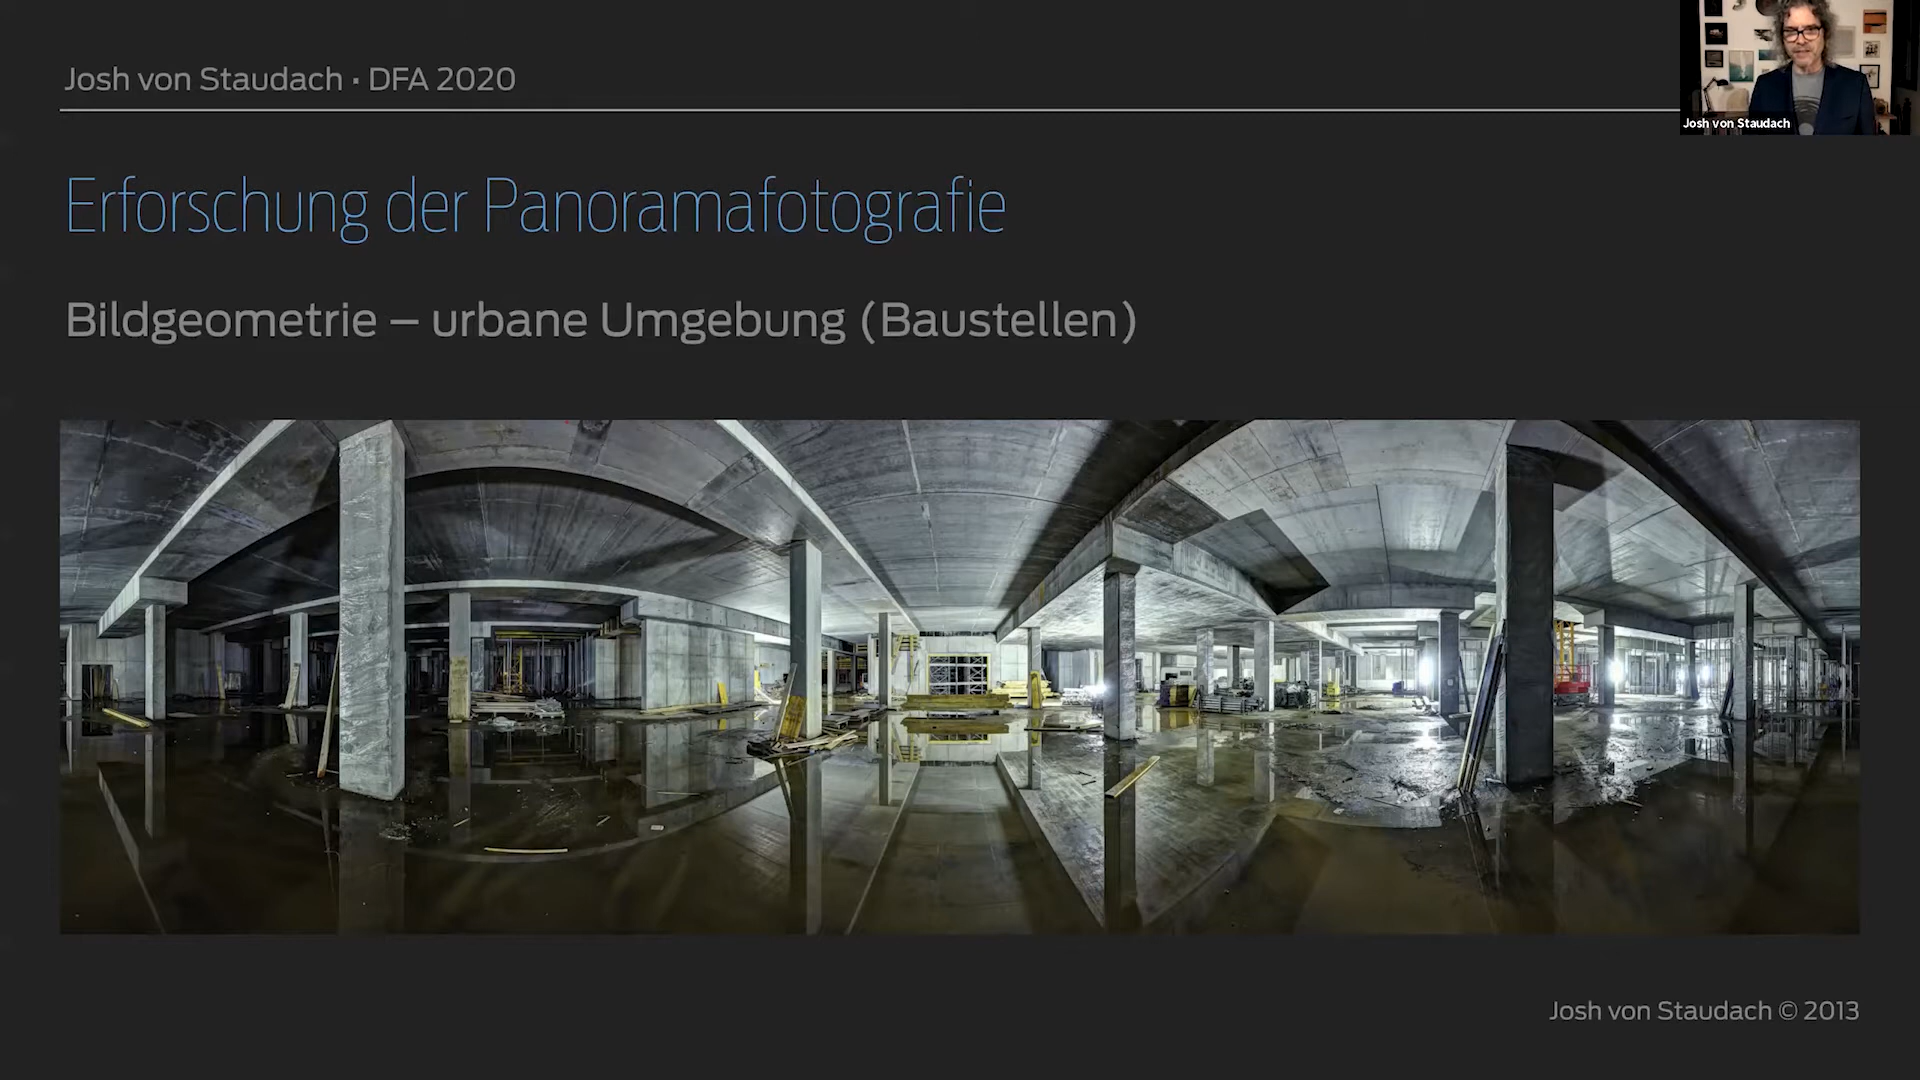 Josh von Staudach • DFA 2020
Josh von Staudach
Erforschung der Panoramafotografie
Bildgeometrie – urbane Umgebung (Baustellen)
Josh von Staudach © 2013